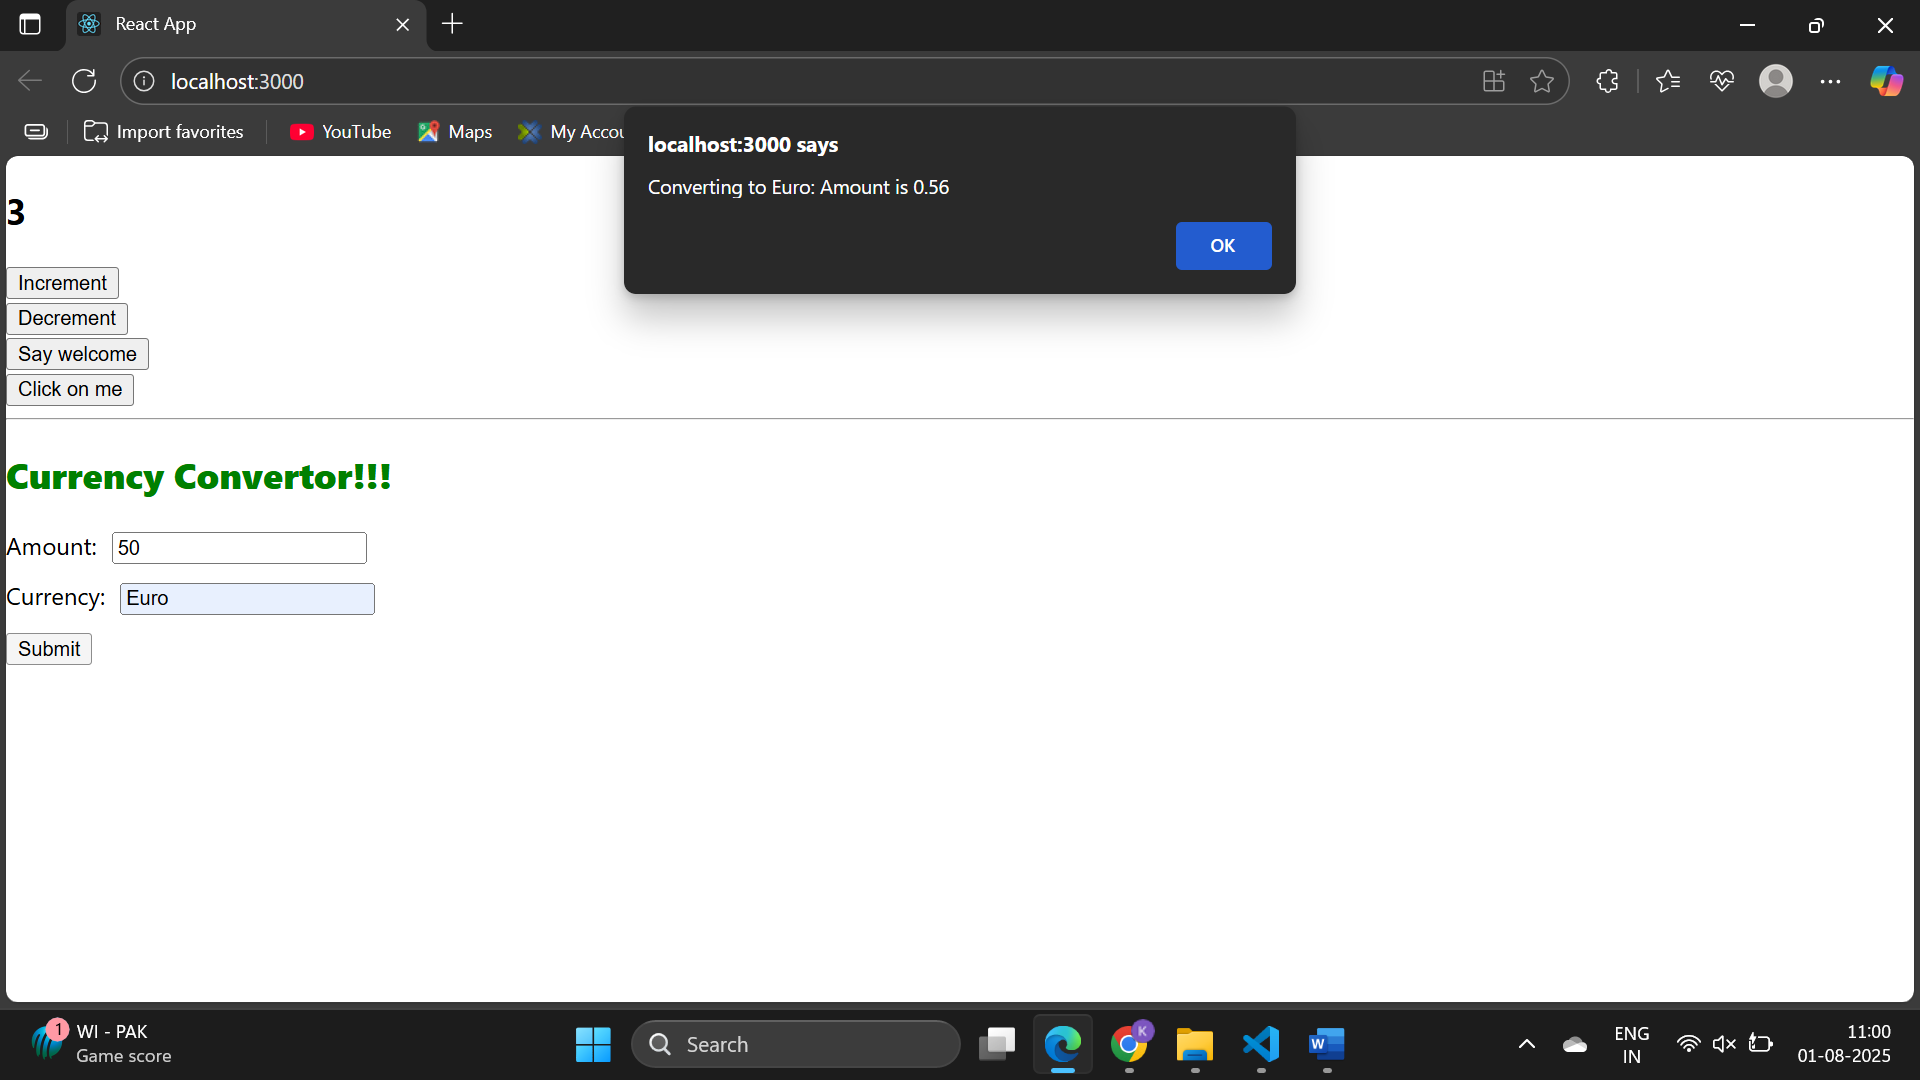 React App
localhost:3000
Import favorites
YouTube
Maps
My Accou
localhost:3000 says
Converting to Euro: Amount is 0.56
OK
3
Increment
Decrement
Say welcome
Click on me
Currency Convertor!!!
Amount: 50
Currency: Euro
Submit
1
WI - PAK
Game score
Search
K
W
ENG
IN
11:00
01-08-2025